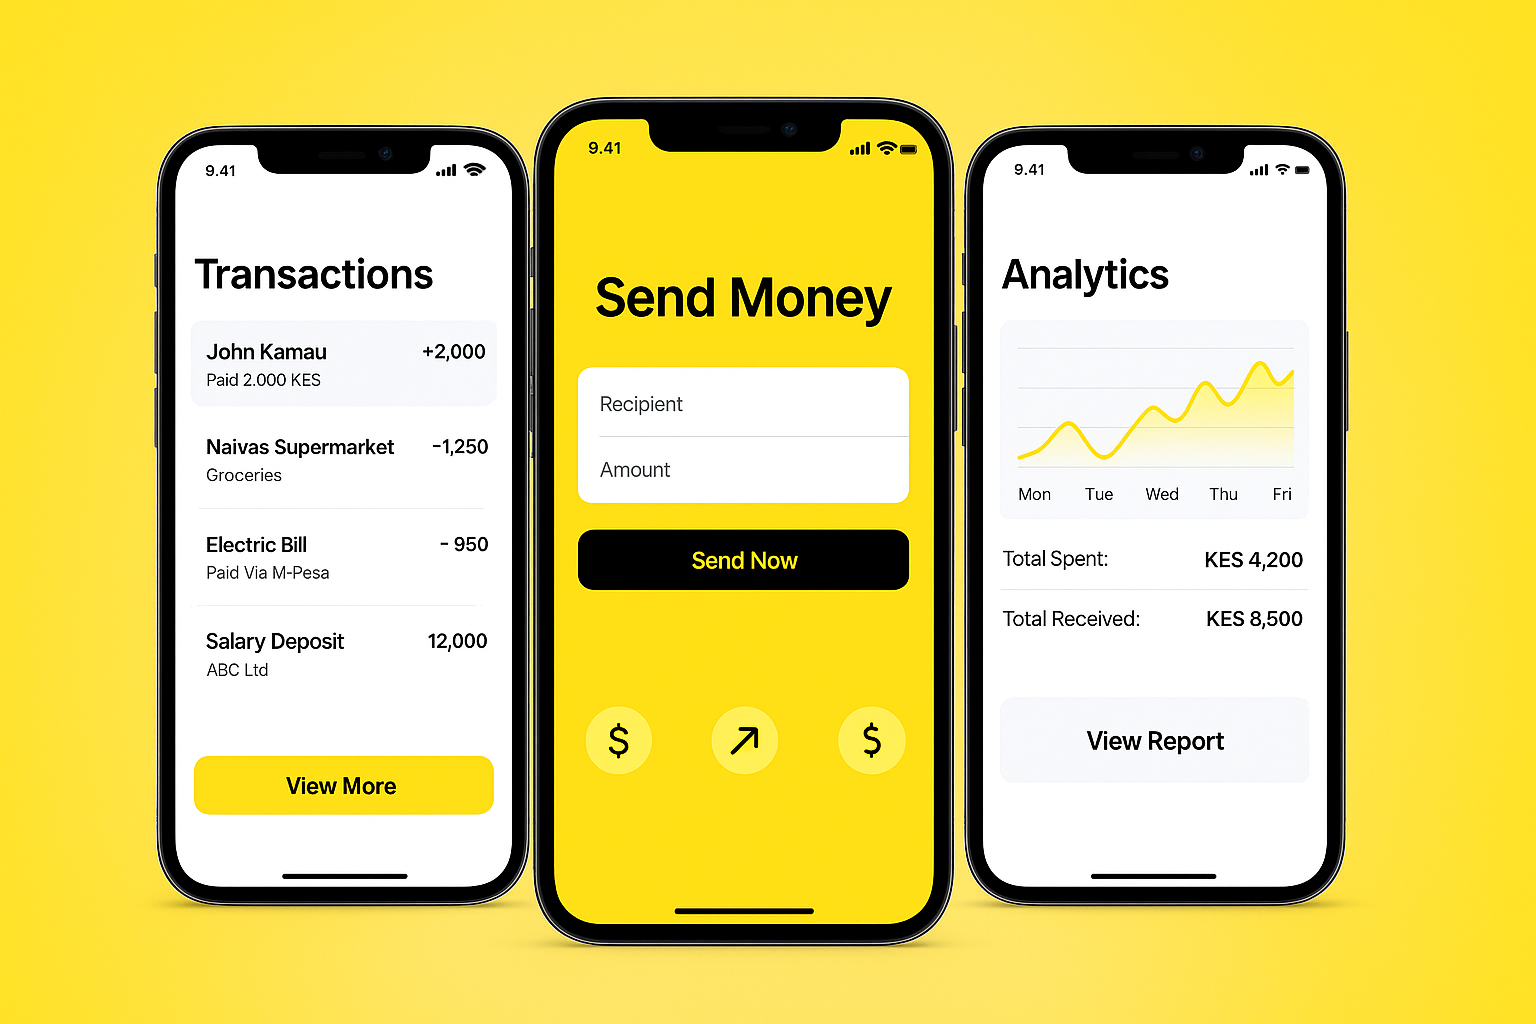 9.41
Transactions
John Kamau +2,000
Paid 2.000 KES
Naivas Supermarket -1,250
Groceries
Electric Bill - 950
Paid Via M-Pesa
Salary Deposit 12,000
ABC Ltd
View More
9.41
Send Money
Recipient
Amount
Send Now
$ $
9.41
Analytics
Mon Tue Wed Thu Fri
Total Spent: KES 4,200
Total Received: KES 8,500
View Report